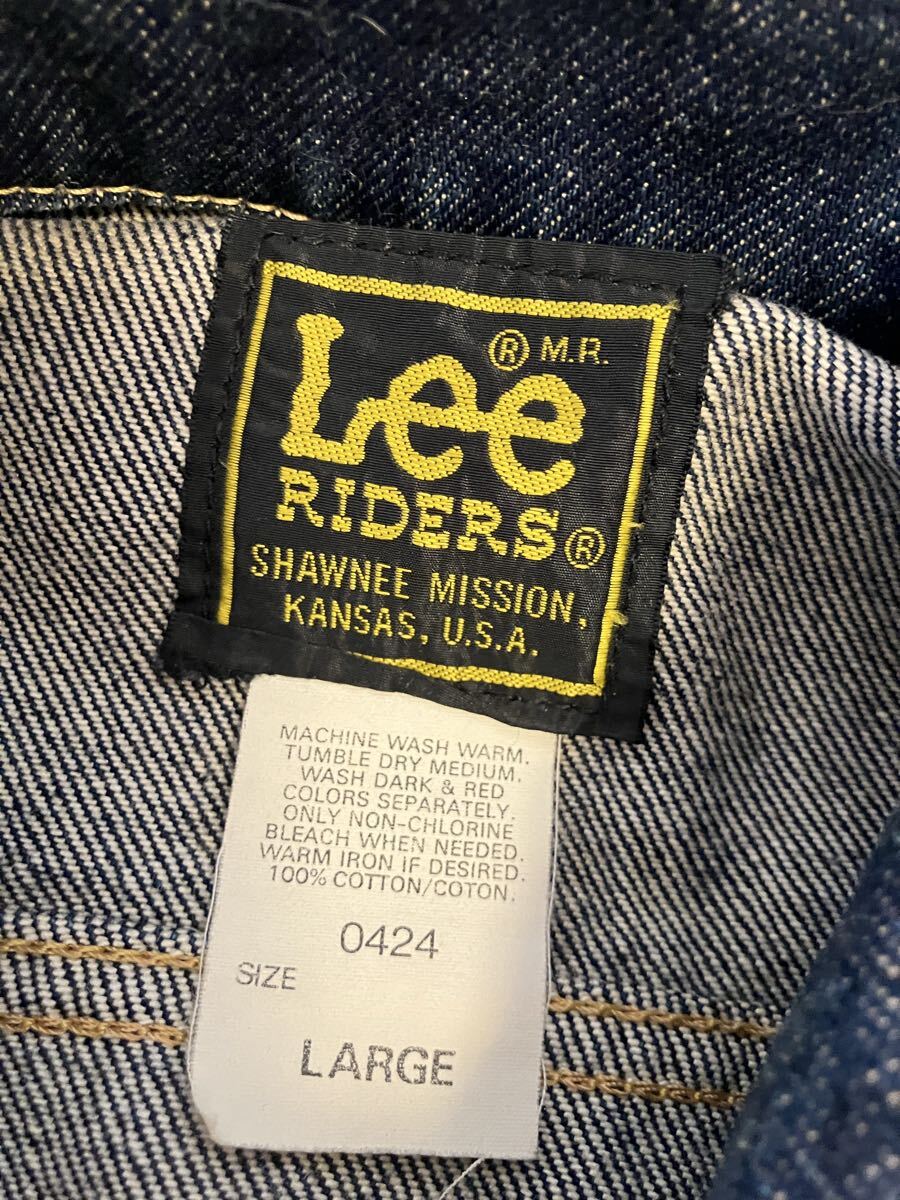 Lee ® M.R.
RIDERS®
SHAWNEE MISSION,
KANSAS, U.S.A.
MACHINE WASH WARM.
TUMBLE DRY MEDIUM.
WASH DARK & RED
COLORS SEPARATELY.
ONLY NON-CHLORINE
BLEACH WHEN NEEDED.
WARM IRON IF DESIRED.
100% COTTON/COTON.
0424
SIZE
LARGE